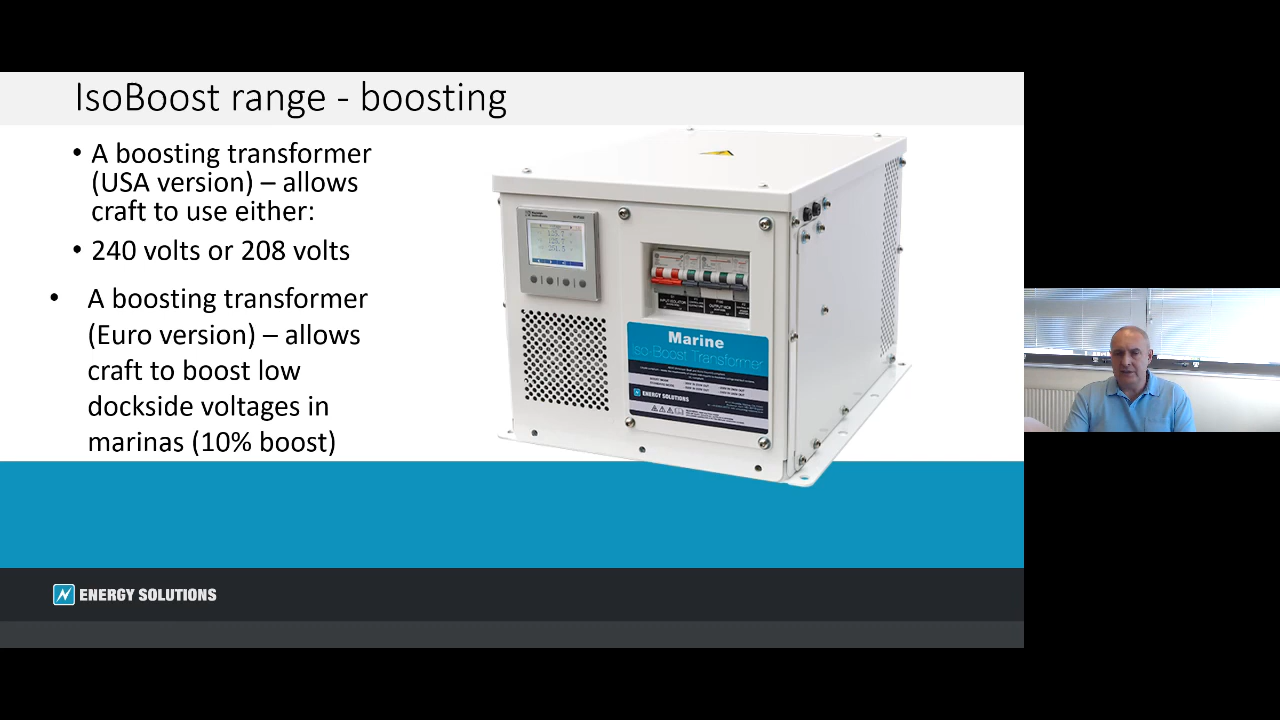 IsoBoost range - boosting
• A boosting transformer
(USA version) – allows
craft to use either:
• 240 volts or 208 volts
• A boosting transformer
(Euro version) – allows
craft to boost low
dockside voltages in
marinas (10% boost)
Marine
Iso Boost Transformer
ENERGY SOLUTIONS
ENERGY SOLUTIONS